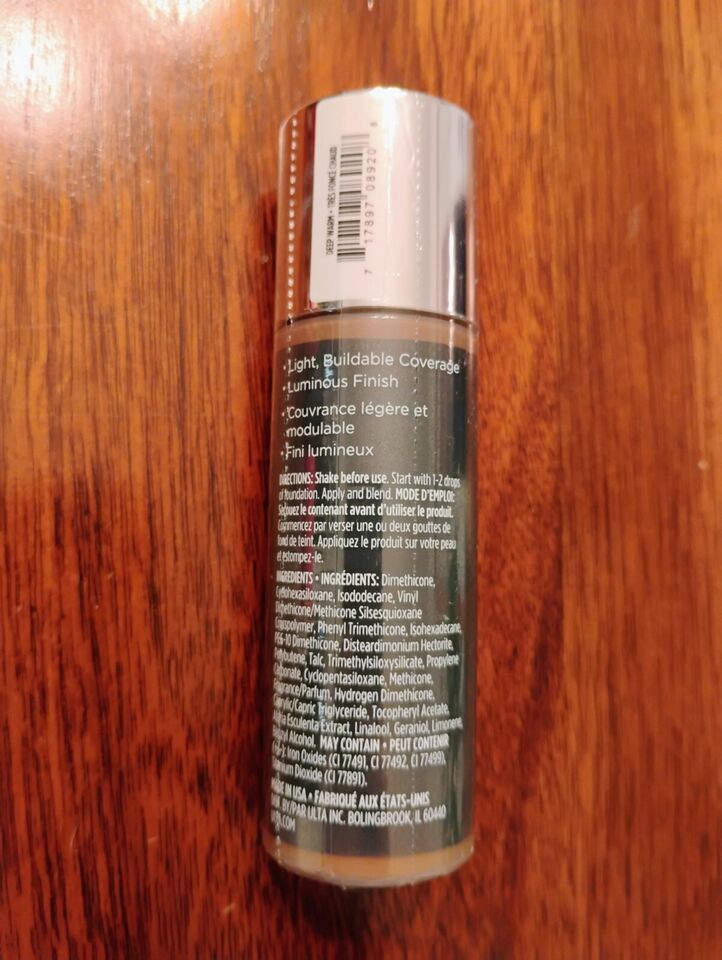 DEEP WARM • TRÈS FONCÉ CHAUD
7 17897 08920 8
• Light, Buildable Coverage
• Luminous Finish
• Couvrance légère et
modulable
• Fini lumineux
DIRECTIONS: Shake before use. Start with 1-2 drops
of foundation. Apply and blend. MODE D'EMPLOI:
Secouez le contenant avant d'utiliser le produit.
Commencez par verser une ou deux gouttes de
fond de teint. Appliquez le produit sur votre peau
et estompez-le.
INGREDIENTS • INGRÉDIENTS: Dimethicone,
Cyclohexasiloxane, Isododecane, Vinyl
Dimethicone/Methicone Silsesquioxane
Crosspolymer, Phenyl Trimethicone, Isohexadecane,
PEG-10 Dimethicone, Disteardimonium Hectorite,
Polybutene, Talc, Trimethylsiloxysilicate, Propylene
Carbonate, Cyclopentasiloxane, Methicone,
Fragrance/Parfum, Hydrogen Dimethicone,
Caprylic/Capric Triglyceride, Tocopheryl Acetate,
Esculenta Extract, Linalool, Geraniol, Limonene,
Benzyl Alcohol. MAY CONTAIN • PEUT CONTENIR
(+/-): Iron Oxides (CI 77491, CI 77492, CI 77499),
Titanium Dioxide (CI 77891).
MADE IN USA • FABRIQUÉ AUX ÉTATS-UNIS
BY/PAR ULTA INC. BOLINGBROOK, IL 60440
.COM